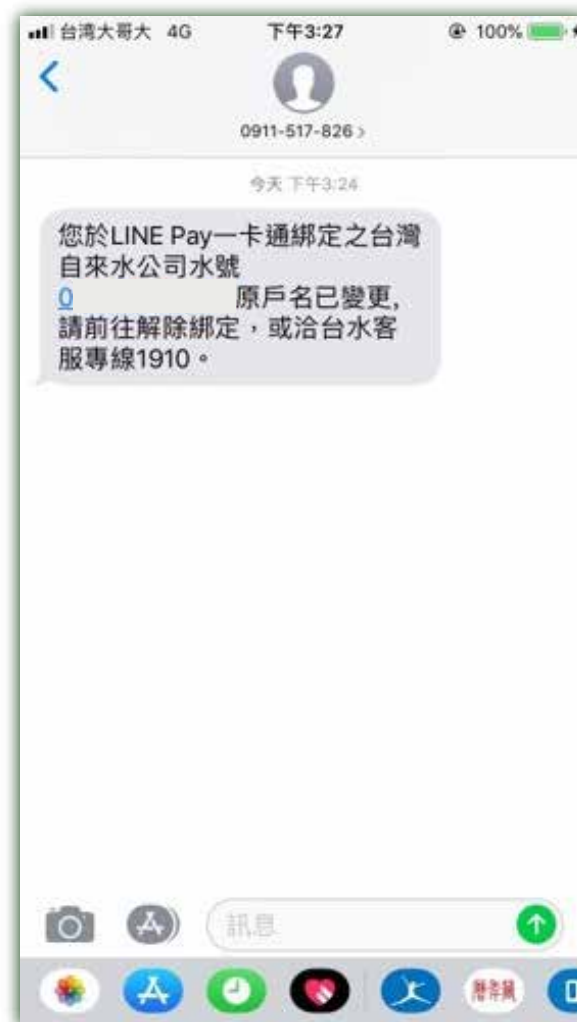 台湾大哥大 4G 下午3:27 100%
0911-517-826
今天 下午3:24
您於LINE Pay一卡通綁定之台灣
自來水公司水號
0 原戶名已變更,
請前往解除綁定，或洽台水客
服專線1910。
訊息